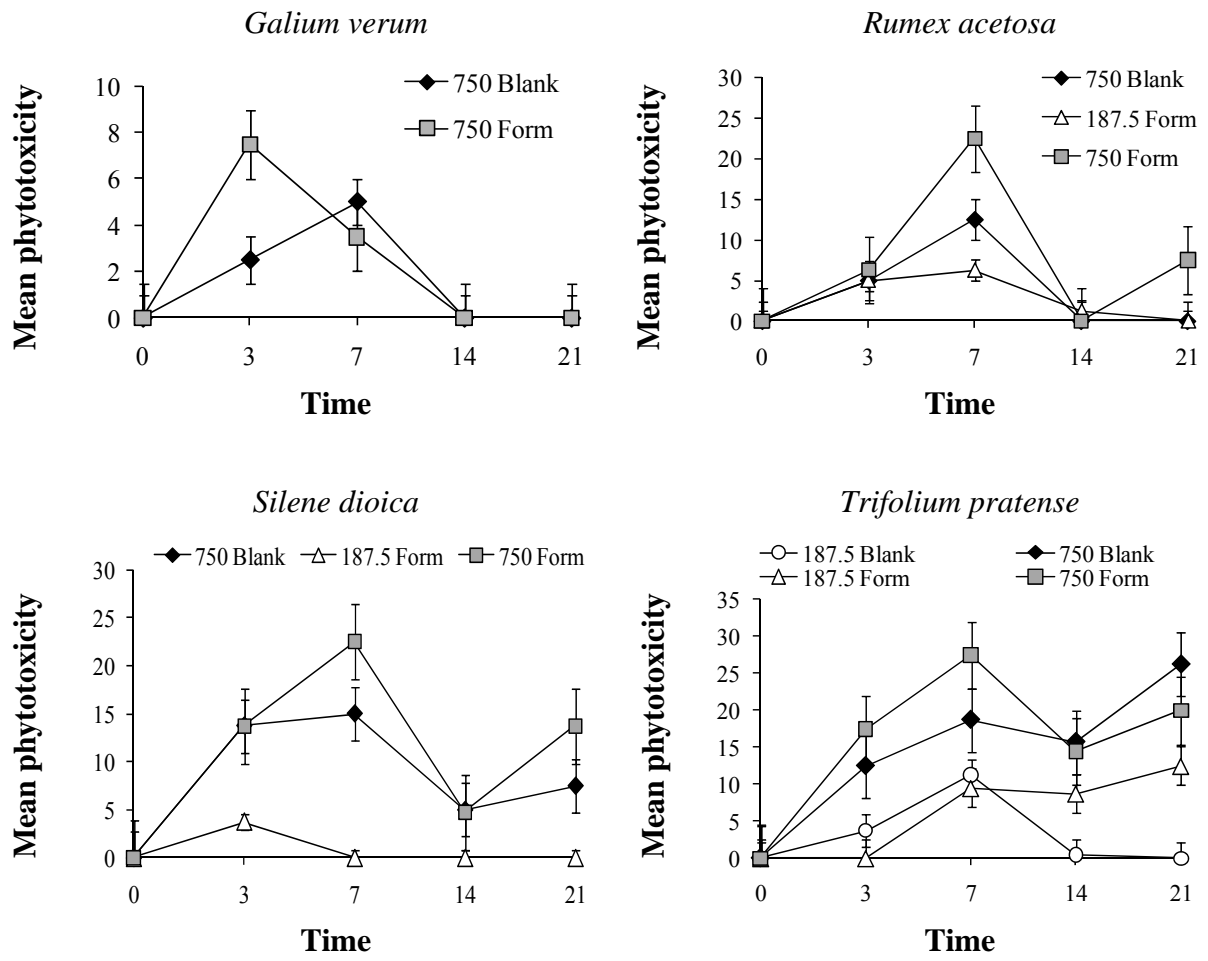 Galium verum
Mean phytotoxicity
10
8
6
4
2
0
750 Blank
750 Form
0 3 7 14 21
Time
Rumex acetosa
Mean phytotoxicity
30
25
20
15
10
5
0
750 Blank
187.5 Form
750 Form
0 3 7 14 21
Time
Silene dioica
750 Blank 187.5 Form 750 Form
Mean phytotoxicity
30
25
20
15
10
5
0
0 3 7 14 21
Time
Trifolium pratense
187.5 Blank 750 Blank
187.5 Form 750 Form
Mean phytotoxicity
35
30
25
20
15
10
5
0
0 3 7 14 21
Time